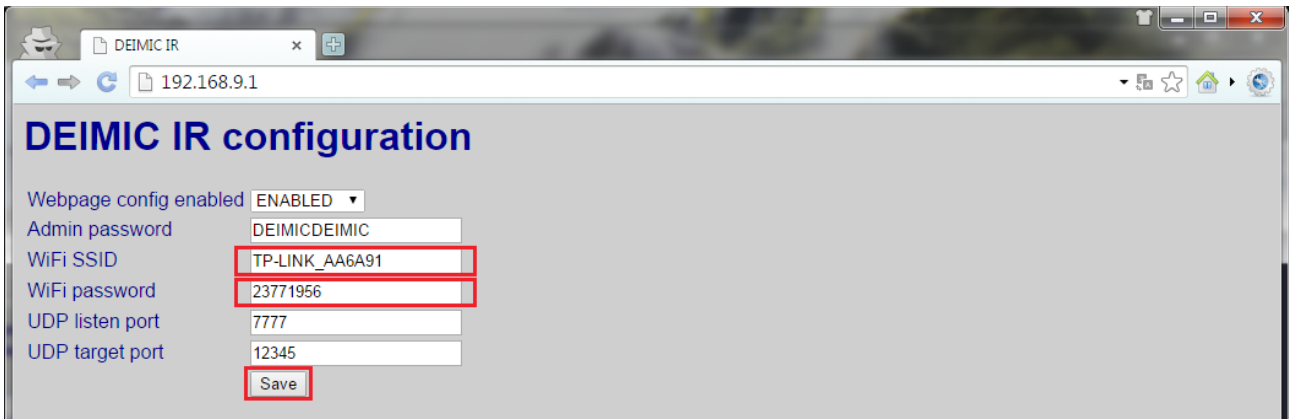 DEIMIC IR
192.168.9.1
DEIMIC IR configuration
Webpage config enabled ENABLED
Admin password DEIMICDEIMIC
WiFi SSID TP-LINK_AA6A91
WiFi password 23771956
UDP listen port 7777
UDP target port 12345
Save